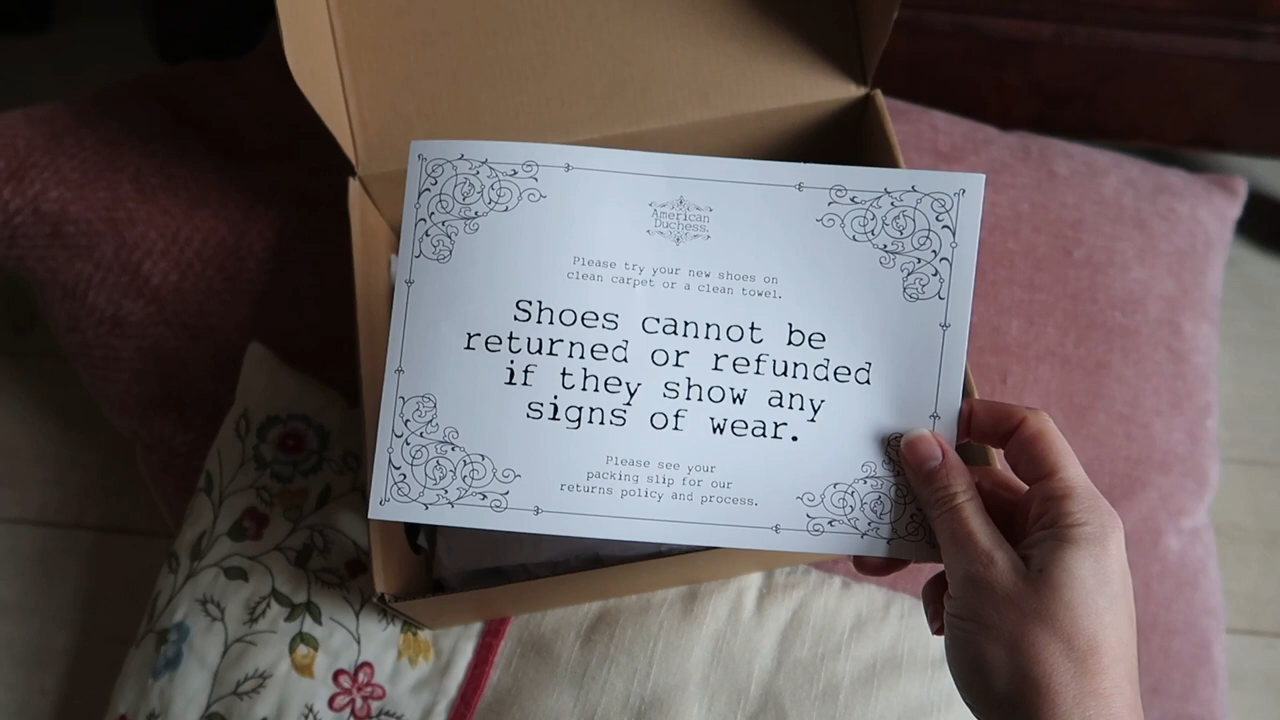 American
Duchess.
Please try your new shoes on
clean carpet or a clean towel.
Shoes cannot be
returned or refunded
if they show any
signs of wear.
Please see your
packing slip for our
returns policy and process.